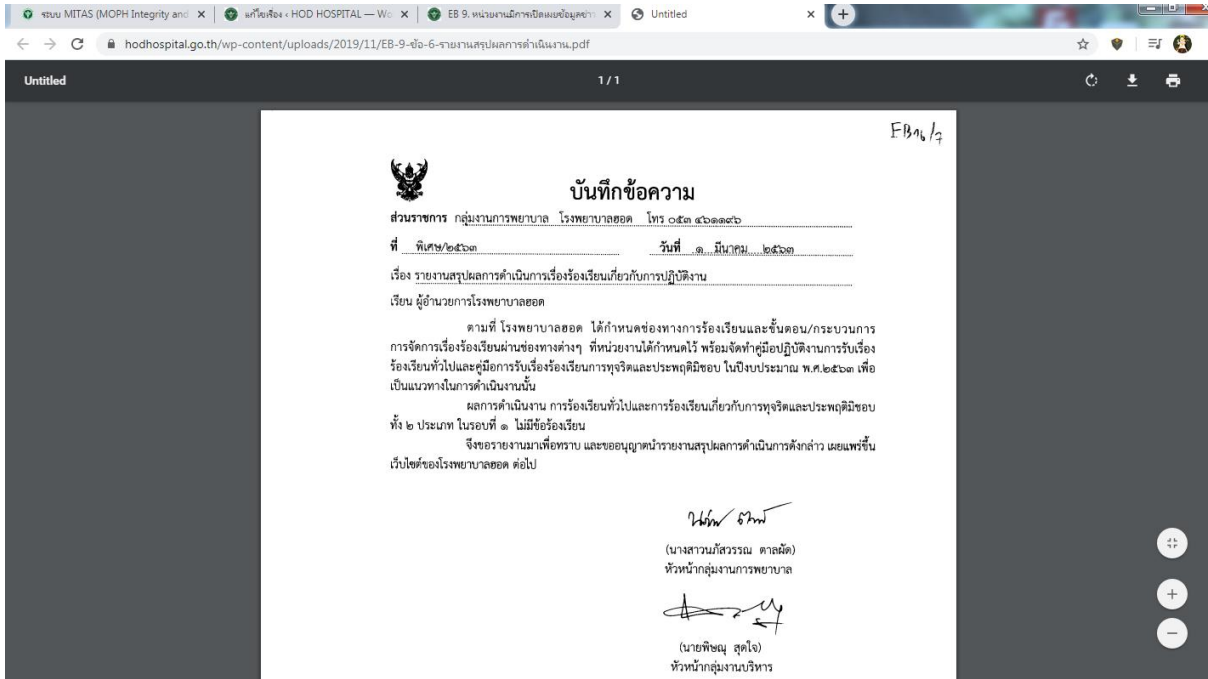 ระบบ MITAS (MOPH Integrity and
แก้ไขเรื่อง ‹ HOD HOSPITAL — Wo
EB 9. หน่วยงานมีการเปิดเผยข้อมูลข่าว
Untitled
hodhospital.go.th/wp-content/uploads/2019/11/EB-9-ข้อ-6-รายงานสรุปผลการดำเนินงาน.pdf
Untitled
1 / 1
EB16/7
บันทึกข้อความ
ส่วนราชการ กลุ่มงานการพยาบาล โรงพยาบาลฮอด โทร ๐๕๓ ๔๖๑๑๙๖
ที่ พิเศษ/๒๕๖๓ วันที่ ๑ มีนาคม ๒๕๖๓
เรื่อง รายงานสรุปผลการดำเนินการเรื่องร้องเรียนเกี่ยวกับการปฏิบัติงาน
เรียน ผู้อำนวยการโรงพยาบาลฮอด
ตามที่ โรงพยาบาลฮอด ได้กำหนดช่องทางการร้องเรียนและขั้นตอน/กระบวนการ
การจัดการเรื่องร้องเรียนผ่านช่องทางต่างๆ ที่หน่วยงานได้กำหนดไว้ พร้อมจัดทำคู่มือปฏิบัติงานการรับเรื่อง
ร้องเรียนทั่วไปและคู่มือการรับเรื่องร้องเรียนการทุจริตและประพฤติมิชอบ ในปีงบประมาณ พ.ศ.๒๕๖๓ เพื่อ
เป็นแนวทางในการดำเนินงานนั้น
ผลการดำเนินงาน การร้องเรียนทั่วไปและการร้องเรียนเกี่ยวกับการทุจริตและประพฤติมิชอบ
ทั้ง ๒ ประเภท ในรอบที่ ๑ ไม่มีข้อร้องเรียน
จึงขอรายงานมาเพื่อทราบ และขออนุญาตนำรายงานสรุปผลการดำเนินการดังกล่าว เผยแพร่ขึ้น
เว็บไซต์ของโรงพยาบาลฮอด ต่อไป
(นางสาวนภัสวรรณ ตาลผัด)
หัวหน้ากลุ่มงานการพยาบาล
(นายพิษณุ สุดใจ)
หัวหน้ากลุ่มงานบริหาร